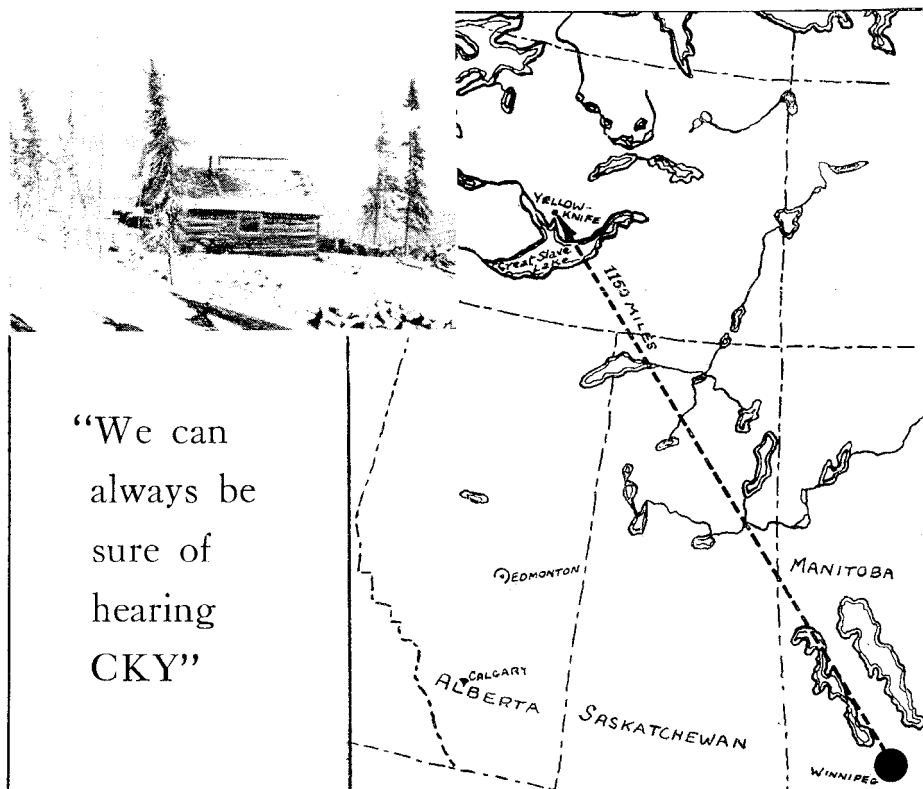 YELLOW-
KNIFE
Great Slave
Lake
1159 MILES
"We can
always be
sure of
hearing
CKY"
EDMONTON
MANITOBA
CALGARY
ALBERTA
SASKATCHEWAN
WINNIPEG